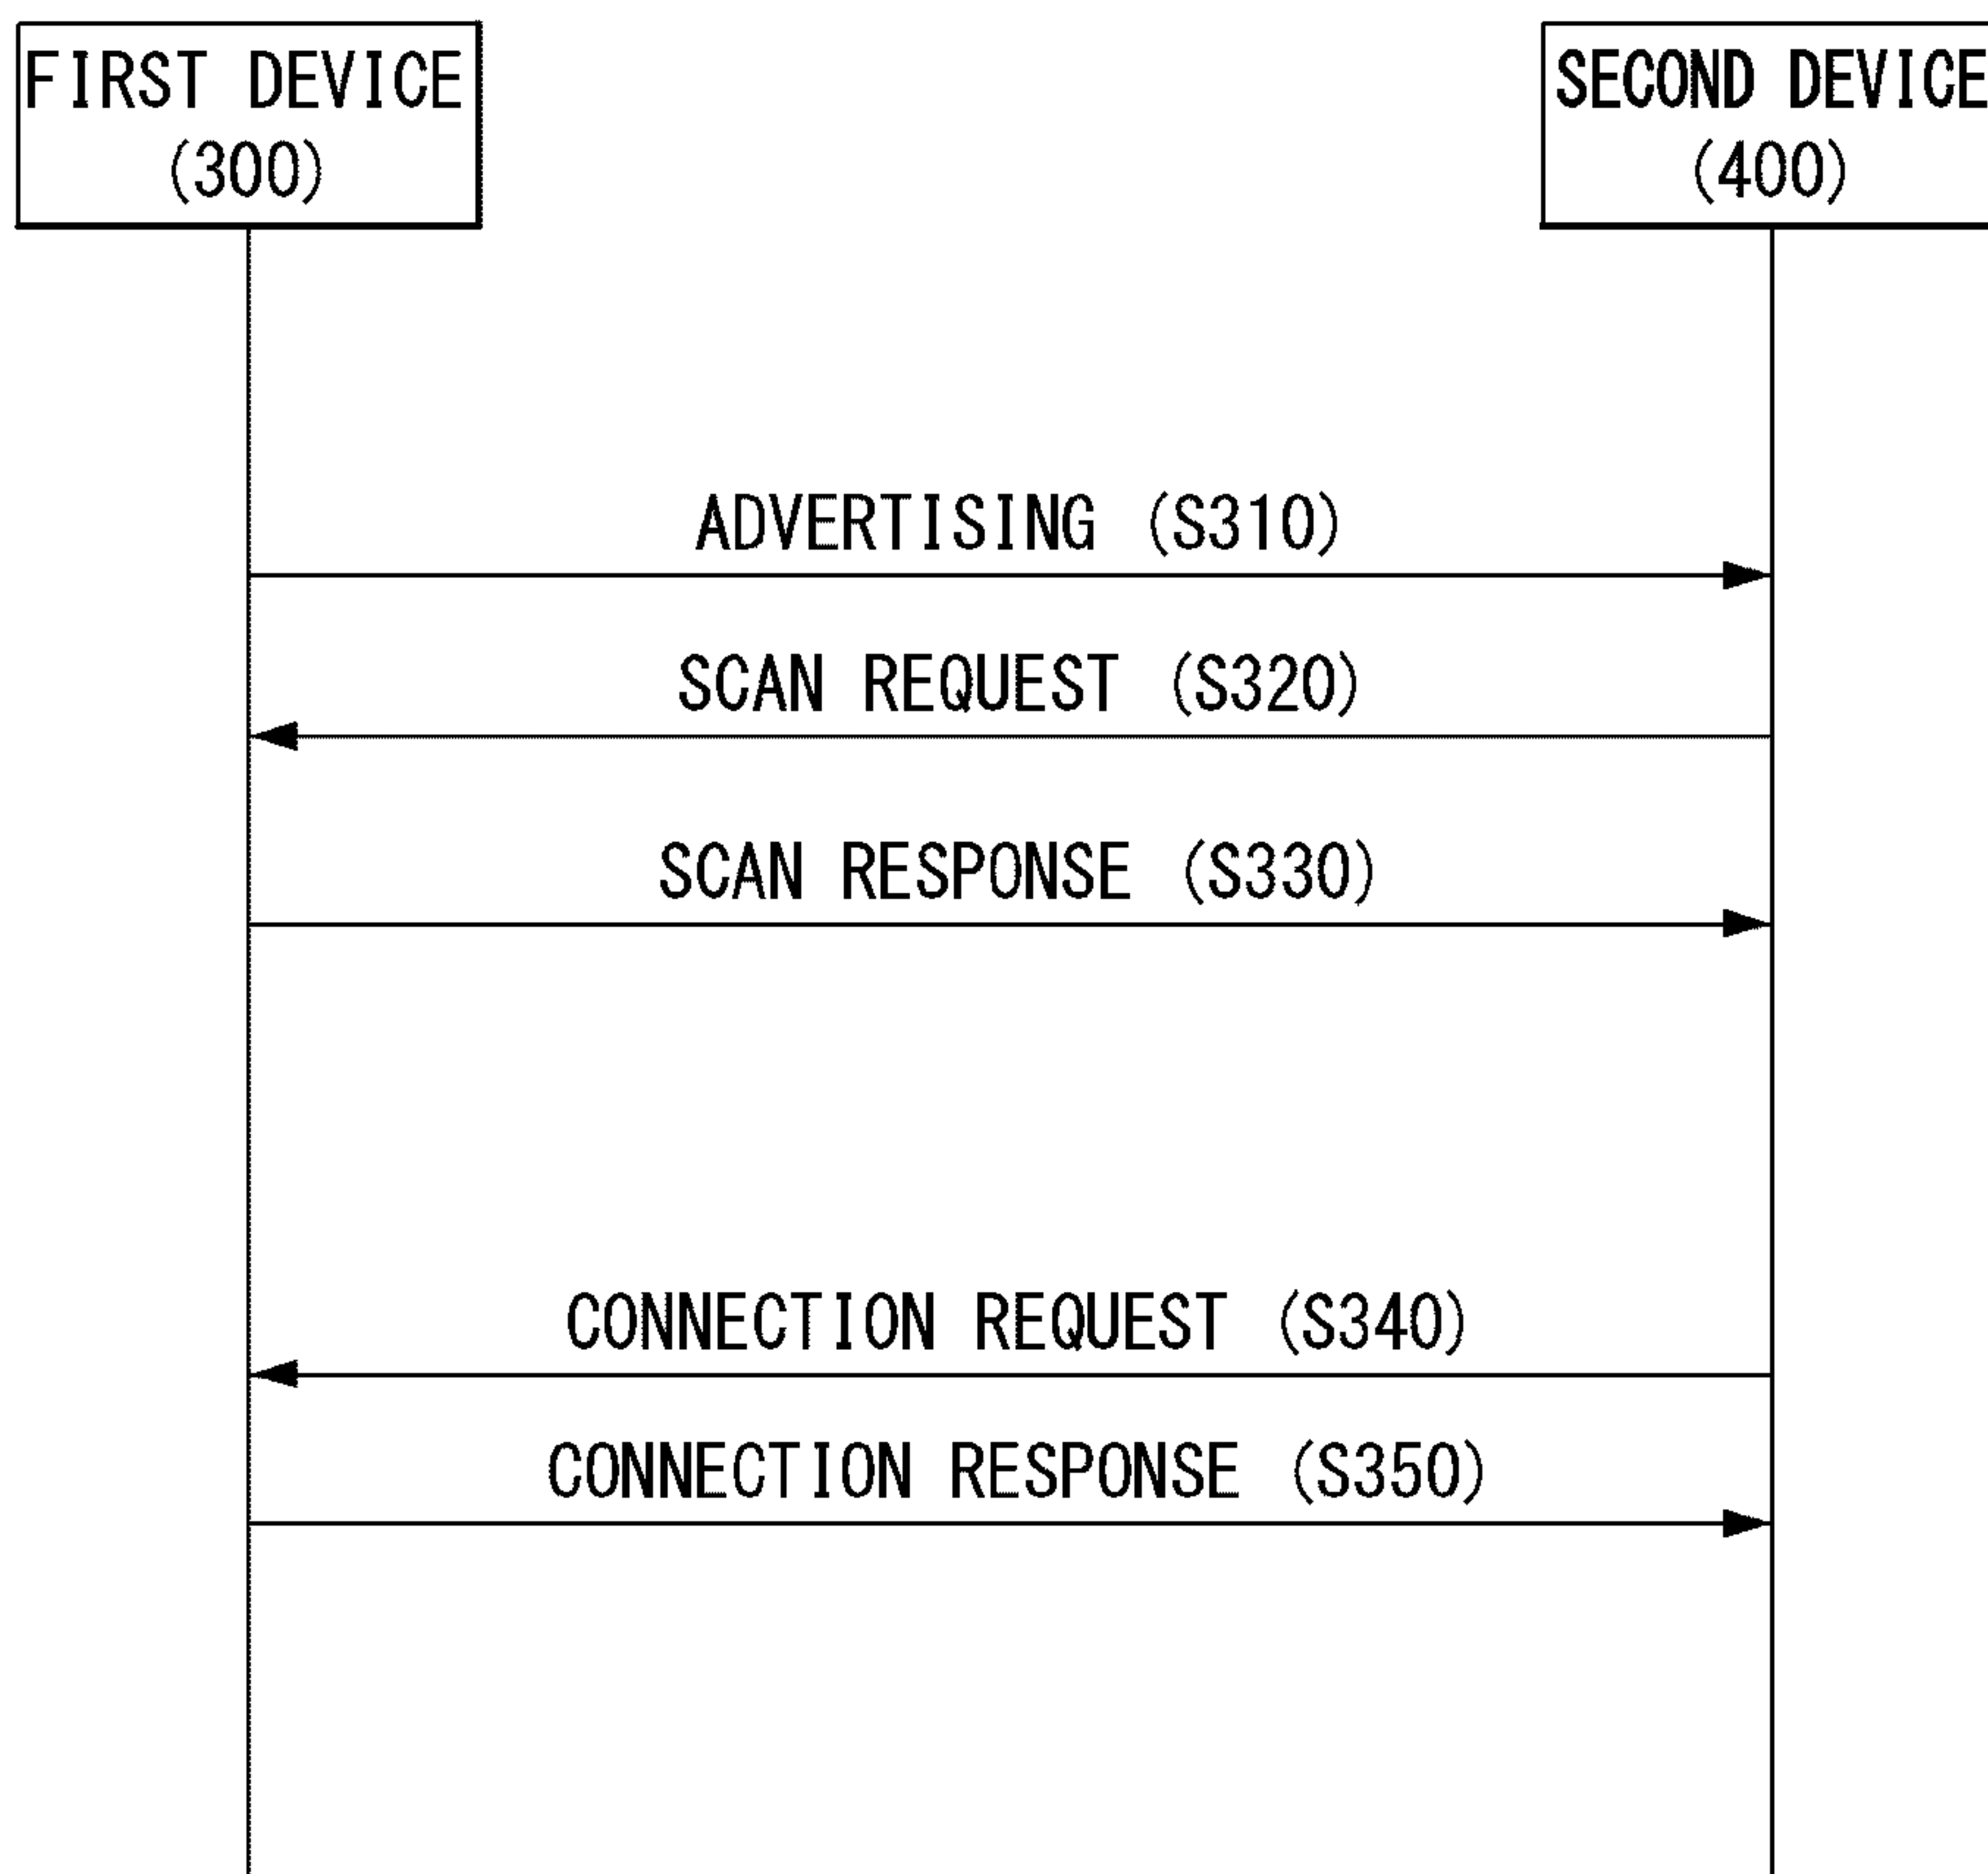 FIRST DEVICE
(300)
SECOND DEVICE
(400)
ADVERTISING (S310)
SCAN REQUEST (S320)
SCAN RESPONSE (S330)
CONNECTION REQUEST (S340)
CONNECTION RESPONSE (S350)